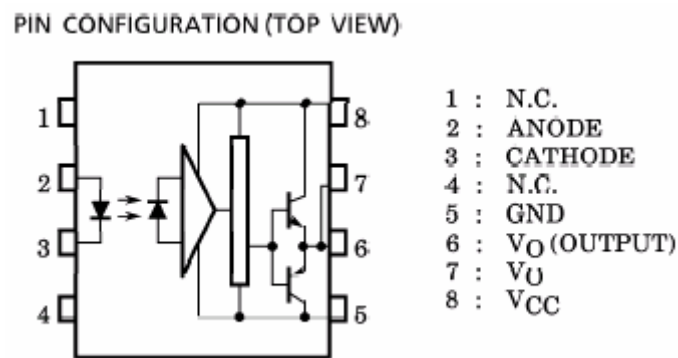 PIN CONFIGURATION (TOP VIEW)
1
2
3
4
8
7
6
5
1 : N.C.
2 : ANODE
3 : CATHODE
4 : N.C.
5 : GND
6 : VO (OUTPUT)
7 : VO
8 : VCC